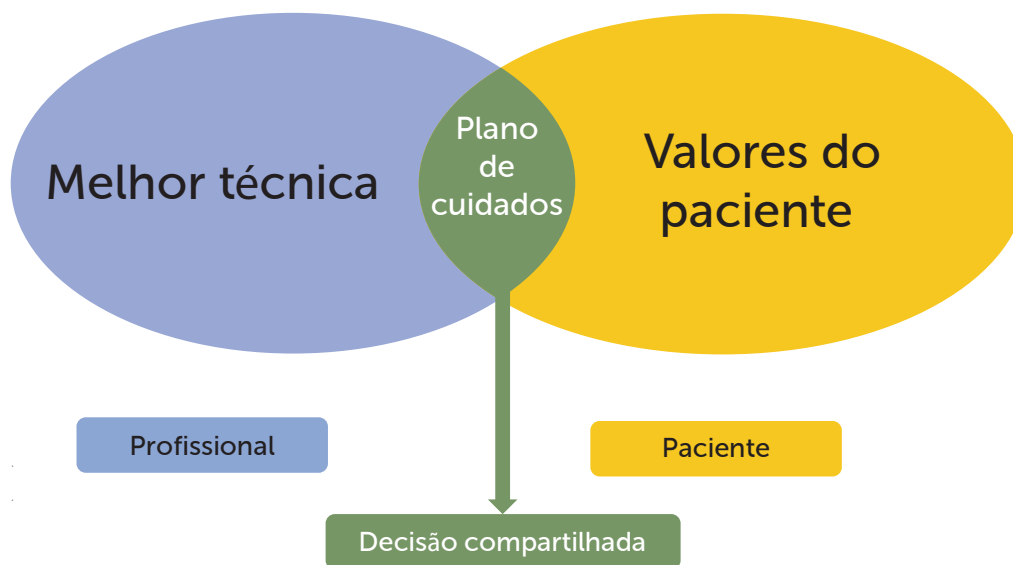 Melhor técnica
Plano
de
cuidados
Valores do
paciente
Profissional
Paciente
Decisão compartilhada